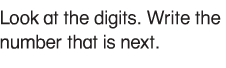 Look at the digits. Write the
number that is next.